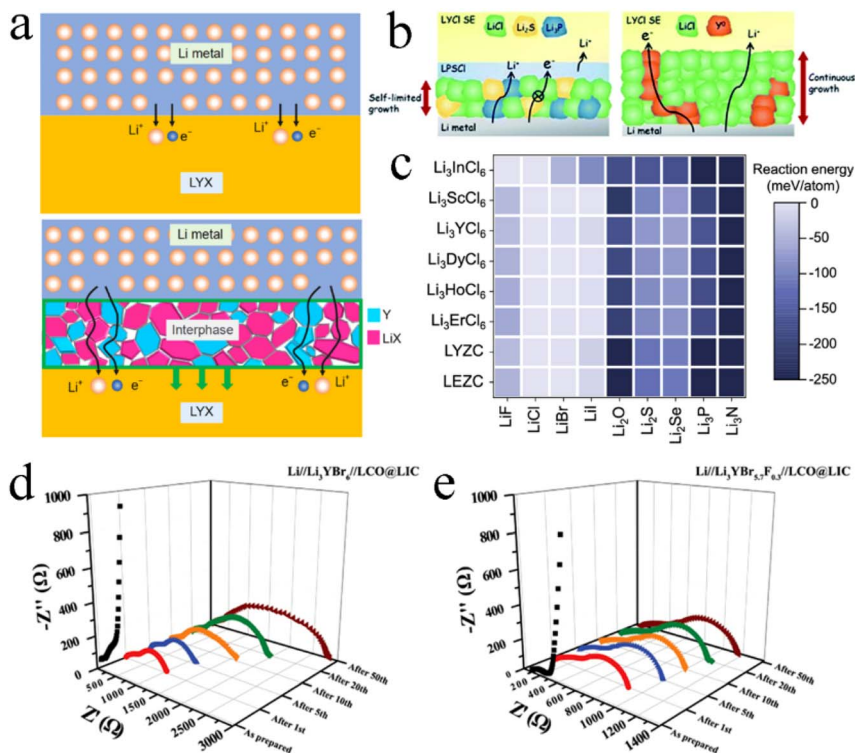 a
Li metal
Li⁺
e⁻
Li⁺
e⁻
LYX
Li metal
Interphase
Y
LiX
Li⁺
e⁻
e⁻
Li⁺
LYX
b
LYCl SE
LiCl
Li₂S
Li₃P
LPSCl
Li⁺
e⁻
Li⁺
Self-limited
growth
Li metal
LYCl SE
LiCl
Y⁰
e⁻
Li⁺
Continuous
growth
Li metal
c
Li₃InCl₆
Li₃ScCl₆
Li₃YCl₆
Li₃DyCl₆
Li₃HoCl₆
Li₃ErCl₆
LYZC
LEZC
LiF
LiCl
LiBr
LiI
Li₂O
Li₂S
Li₂Se
Li₃P
Li₃N
Reaction energy
(meV/atom)
0
-50
-100
-150
-200
-250
d
Li//Li₃YBr₆//LCO@LIC
-Z'' (Ω)
1000
800
600
400
200
0
500
1000
1500
2000
2500
3000
Z' (Ω)
As prepared
After 1st
After 5th
After 10th
After 20th
After 50th
e
Li//Li₃YBr₅.₇F₀.₃//LCO@LIC
-Z'' (Ω)
1000
800
600
400
200
0
200
400
600
800
1000
1200
1400
Z' (Ω)
As prepared
After 1st
After 5th
After 10th
After 20th
After 50th